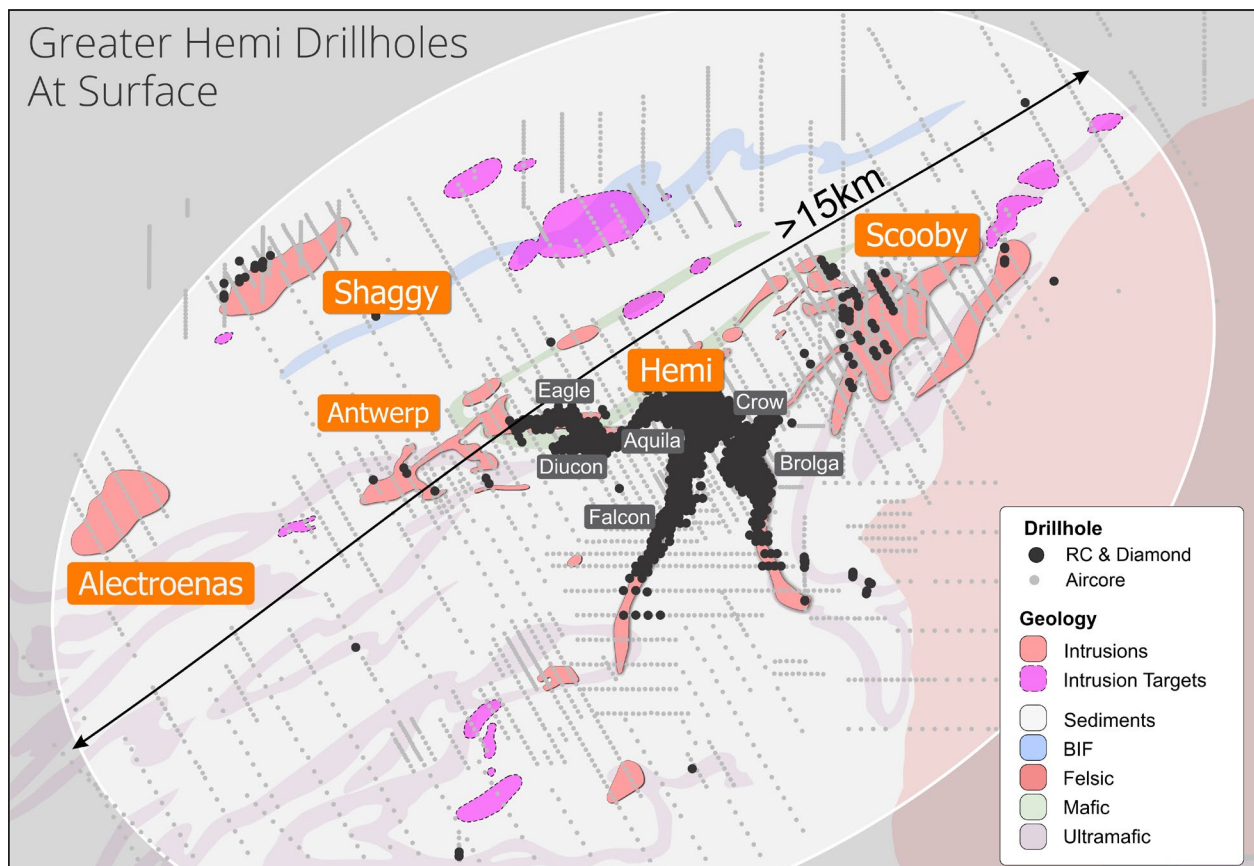 Greater Hemi Drillholes
At Surface
>15km
Scooby
Shaggy
Hemi
Eagle
Crow
Antwerp
Aquila
Diucon
Brolga
Falcon
Alectroenas
Drillhole
RC & Diamond
Aircore
Geology
Intrusions
Intrusion Targets
Sediments
BIF
Felsic
Mafic
Ultramafic